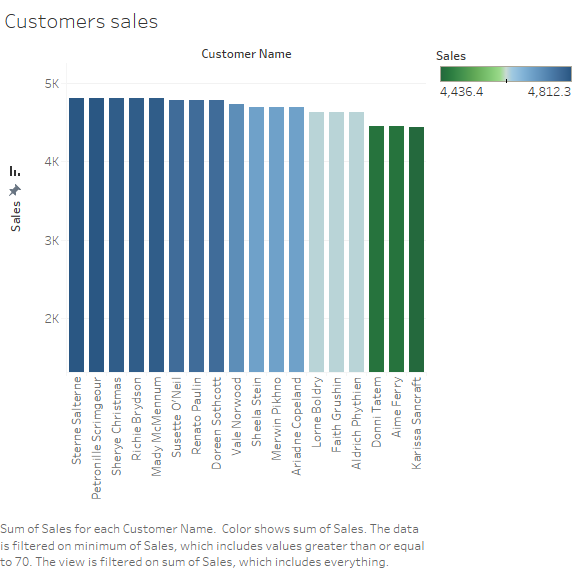 Customers sales
Customer Name
Sales
4,436.4
4,812.3
5K
4K
3K
2K
Sales
Sterne Salterne
Petronille Scrimgeour
Sherye Christmas
Richie Brydson
Mady McMennum
Susette O'Neil
Renato Paulin
Doreen Sothcott
Vale Norwood
Sheela Stein
Merwin Pikhno
Ariadne Copeland
Lorne Boldry
Faith Grushin
Aldrich Phythien
Donni Tatem
Aime Ferry
Karissa Sancraft
Sum of Sales for each Customer Name.  Color shows sum of Sales. The data
is filtered on minimum of Sales, which includes values greater than or equal
to 70. The view is filtered on sum of Sales, which includes everything.